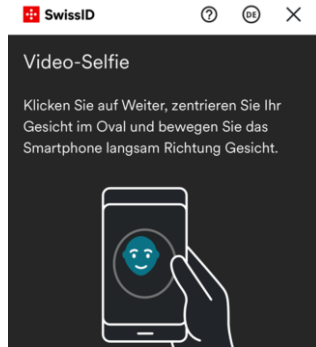 SwissID ? DE
Video-Selfie
Klicken Sie auf Weiter, zentrieren Sie Ihr
Gesicht im Oval und bewegen Sie das
Smartphone langsam Richtung Gesicht.